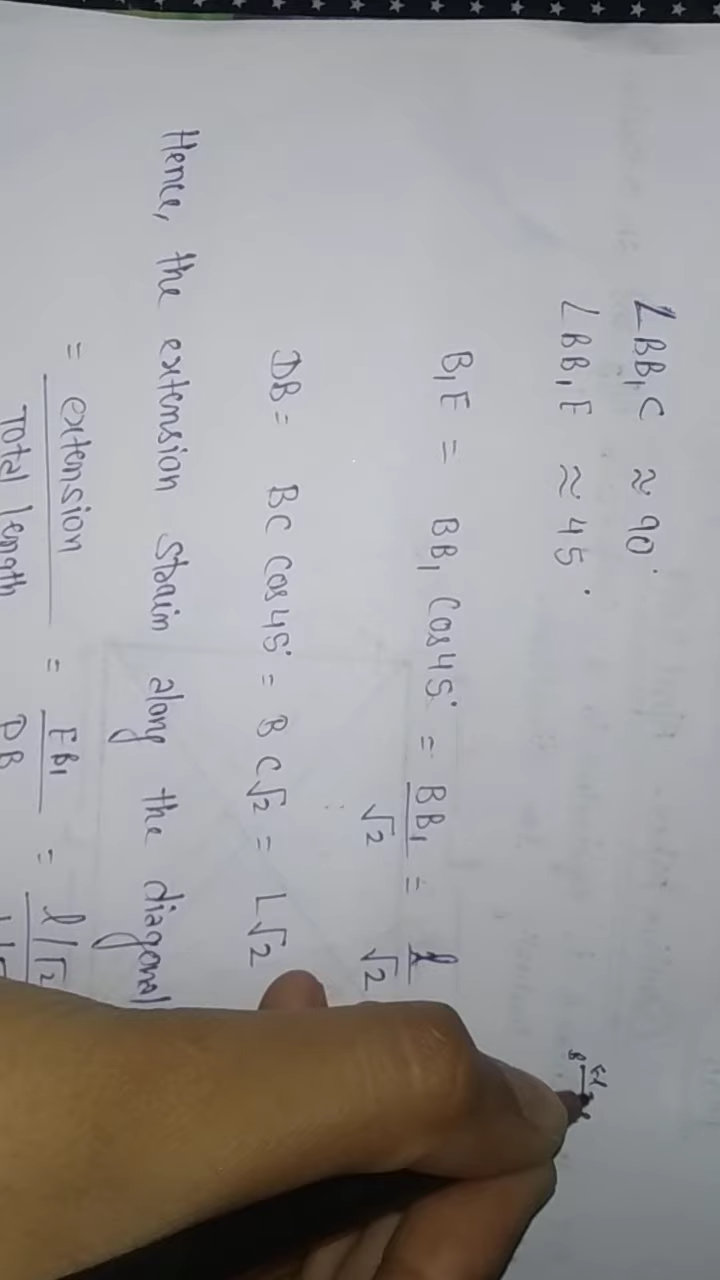 ∠BB₁C ≈ 90°
∠BB₁E ≈ 45°
B₁E = BB₁ Cos45° = BB₁/√2 = l/√2
DB = BC Cos45° = BC√2 = L√2
Hence, the extension strain along the diagonal
= extension/Total length = EB₁/DB = l/√2